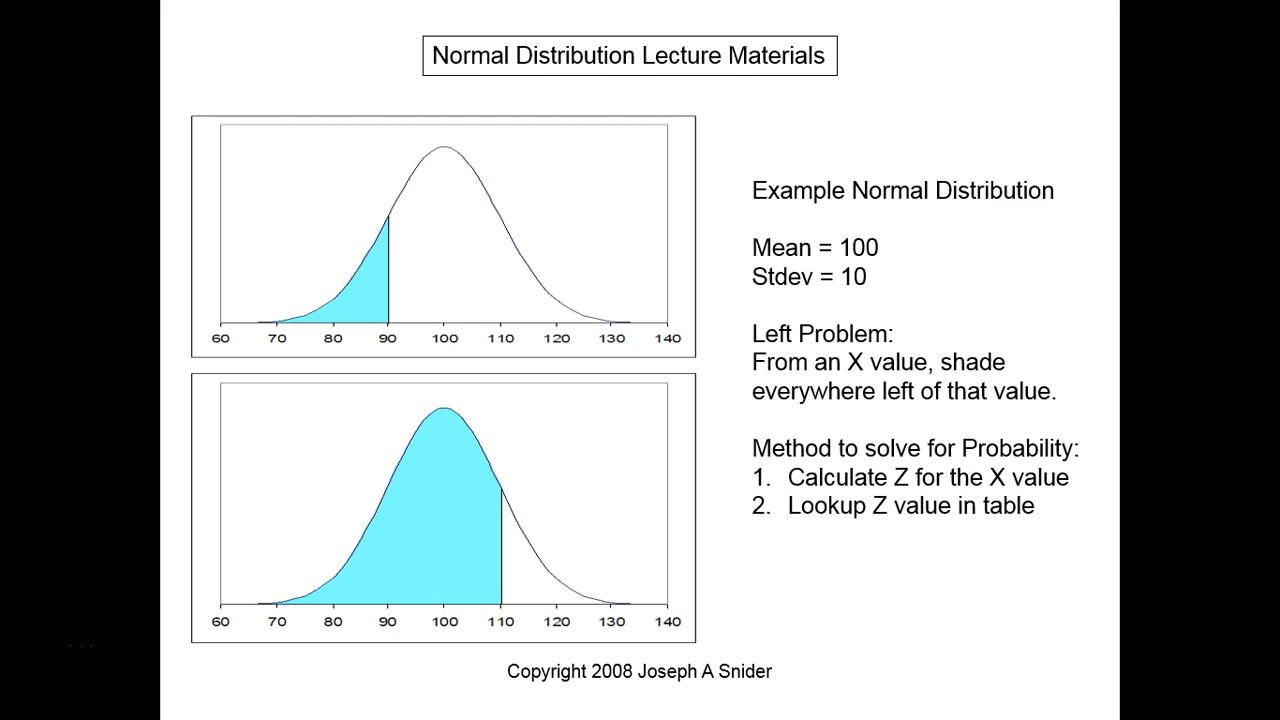 Normal Distribution Lecture Materials
60 70 80 90 100 110 120 130 140
60 70 80 90 100 110 120 130 140
Example Normal Distribution
Mean = 100
Stdev = 10
Left Problem:
From an X value, shade
everywhere left of that value.
Method to solve for Probability:
1. Calculate Z for the X value
2. Lookup Z value in table
Copyright 2008 Joseph A Snider